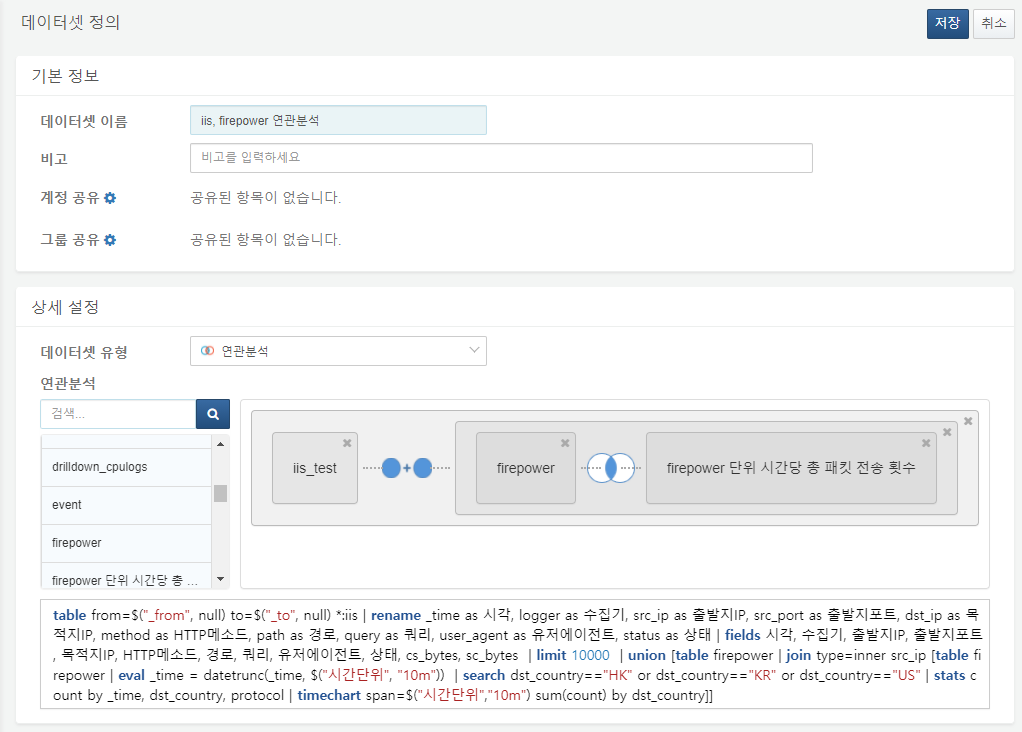 데이터셋 정의
저장
취소
기본 정보
데이터셋 이름
iis, firepower 연관분석
비고
비고를 입력하세요
계정 공유
공유된 항목이 없습니다.
그룹 공유
공유된 항목이 없습니다.
상세 설정
데이터셋 유형
연관분석
연관분석
검색...
drilldown_cpulogs
event
firepower
firepower 단위 시간당 총 ...
iis_test
firepower
firepower 단위 시간당 총 패킷 전송 횟수
table from=$("_from", null) to=$("_to", null) *:iis | rename _time as 시각, logger as 수집기, src_ip as 출발지IP, src_port as 출발지포트, dst_ip as 목
적지IP, method as HTTP메소드, path as 경로, query as 쿼리, user_agent as 유저에이전트, status as 상태 | fields 시각, 수집기, 출발지IP, 출발지포트
, 목적지IP, HTTP메소드, 경로, 쿼리, 유저에이전트, 상태, cs_bytes, sc_bytes | limit 10000 | union [table firepower | join type=inner src_ip [table fi
repower | eval _time = datetrunc(_time, $("시간단위", "10m")) | search dst_country=="HK" or dst_country=="KR" or dst_country=="US" | stats c
ount by _time, dst_country, protocol | timechart span=$("시간단위","10m") sum(count) by dst_country]]